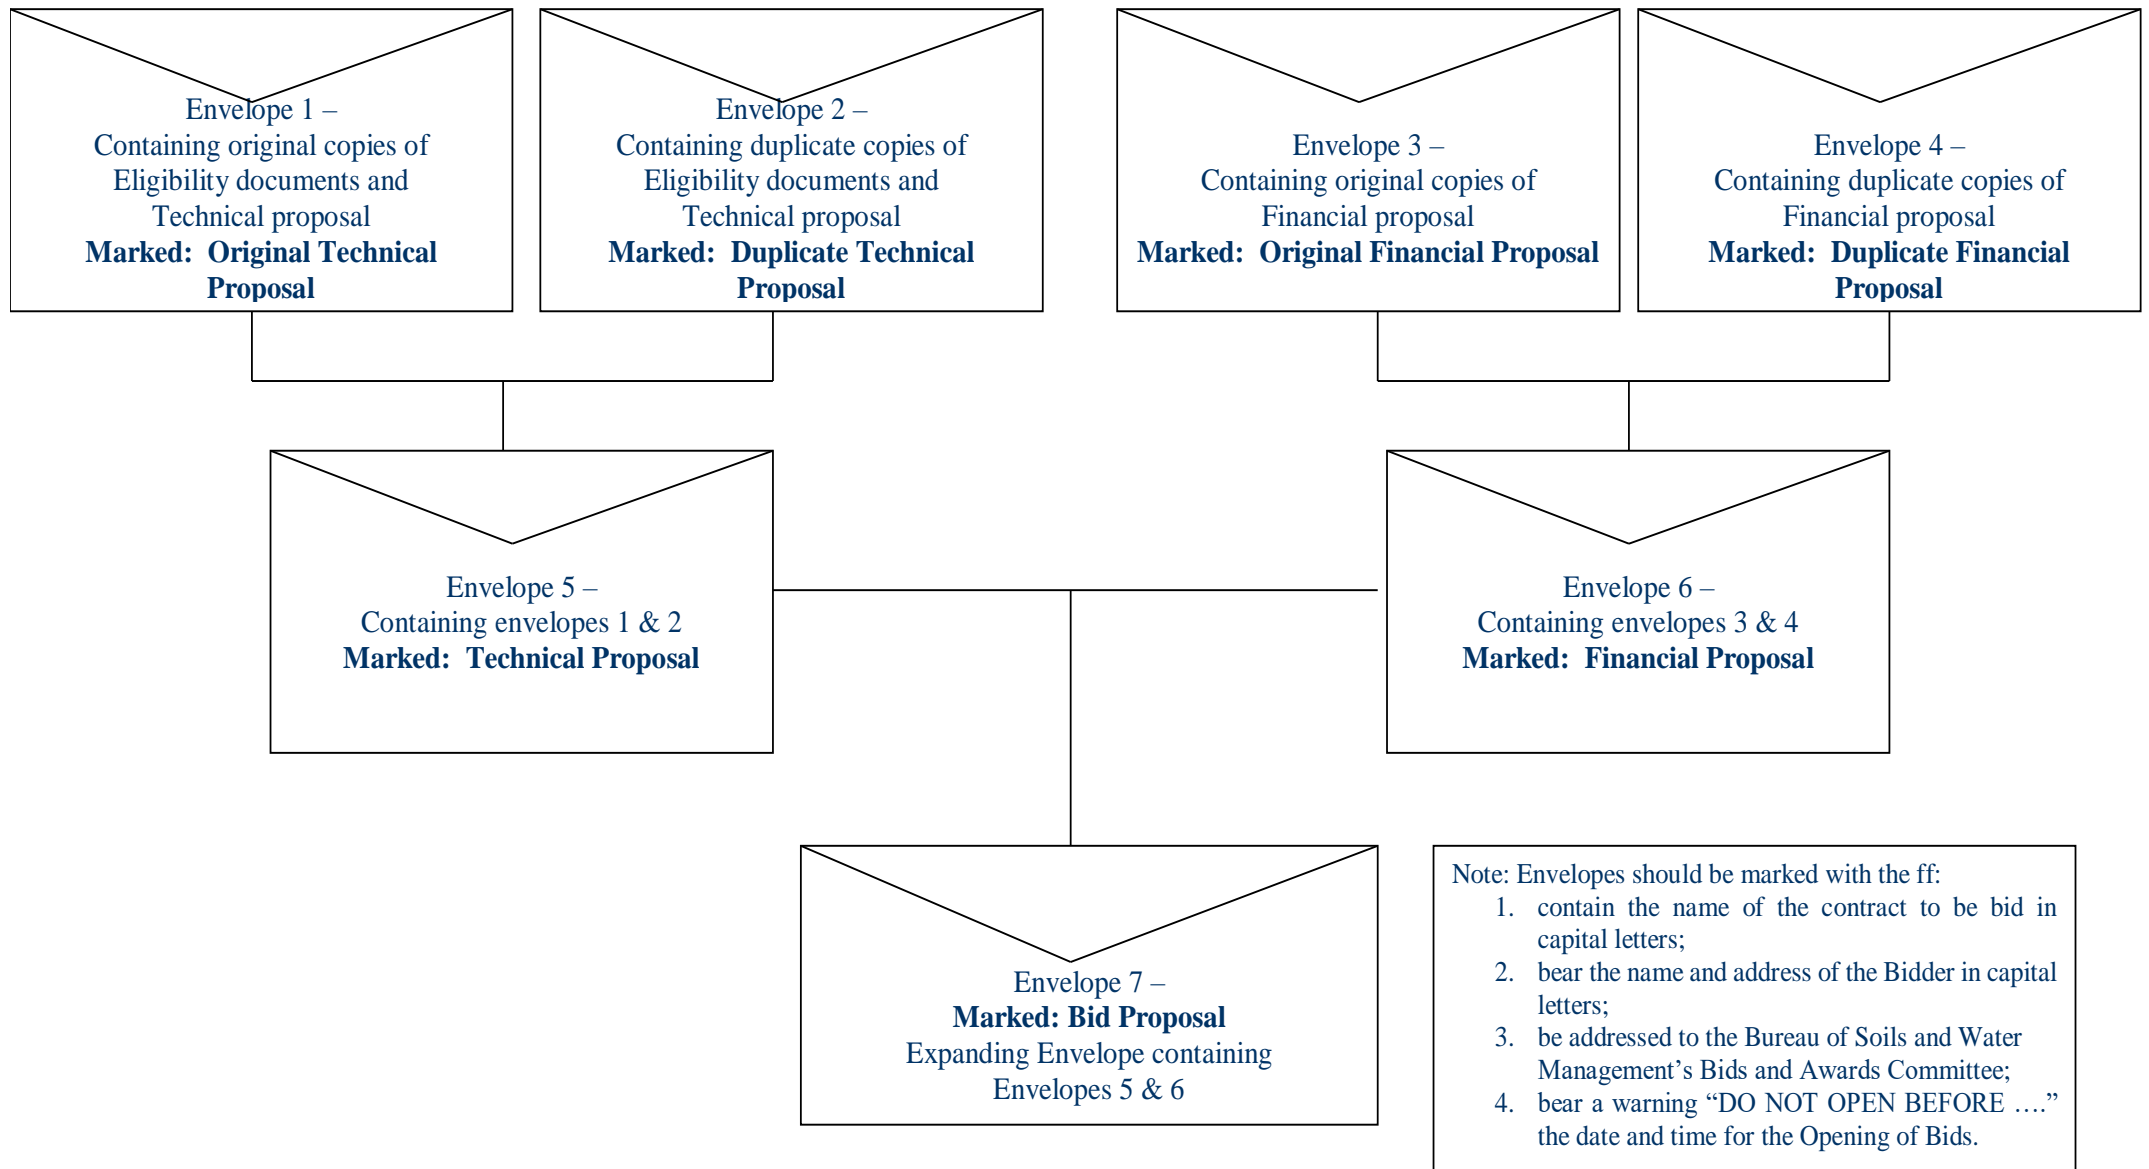 Envelope 1 –
Containing original copies of
Eligibility documents and
Technical proposal
Marked: Original Technical
Proposal
Envelope 2 –
Containing duplicate copies of
Eligibility documents and
Technical proposal
Marked: Duplicate Technical
Proposal
Envelope 3 –
Containing original copies of
Financial proposal
Marked: Original Financial Proposal
Envelope 4 –
Containing duplicate copies of
Financial proposal
Marked: Duplicate Financial
Proposal
Envelope 5 –
Containing envelopes 1 & 2
Marked: Technical Proposal
Envelope 6 –
Containing envelopes 3 & 4
Marked: Financial Proposal
Envelope 7 –
Marked: Bid Proposal
Expanding Envelope containing
Envelopes 5 & 6
Note: Envelopes should be marked with the ff:
1. contain the name of the contract to be bid in
capital letters;
2. bear the name and address of the Bidder in capital
letters;
3. be addressed to the Bureau of Soils and Water
Management’s Bids and Awards Committee;
4. bear a warning “DO NOT OPEN BEFORE ….”
the date and time for the Opening of Bids.